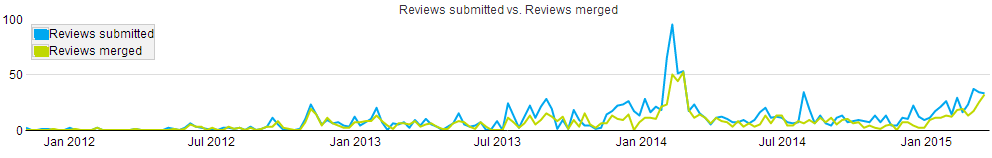 Reviews submitted vs. Reviews merged
100
Reviews submitted
Reviews merged
50
0
Jan 2012 Jul 2012 Jan 2013 Jul 2013 Jan 2014 Jul 2014 Jan 2015